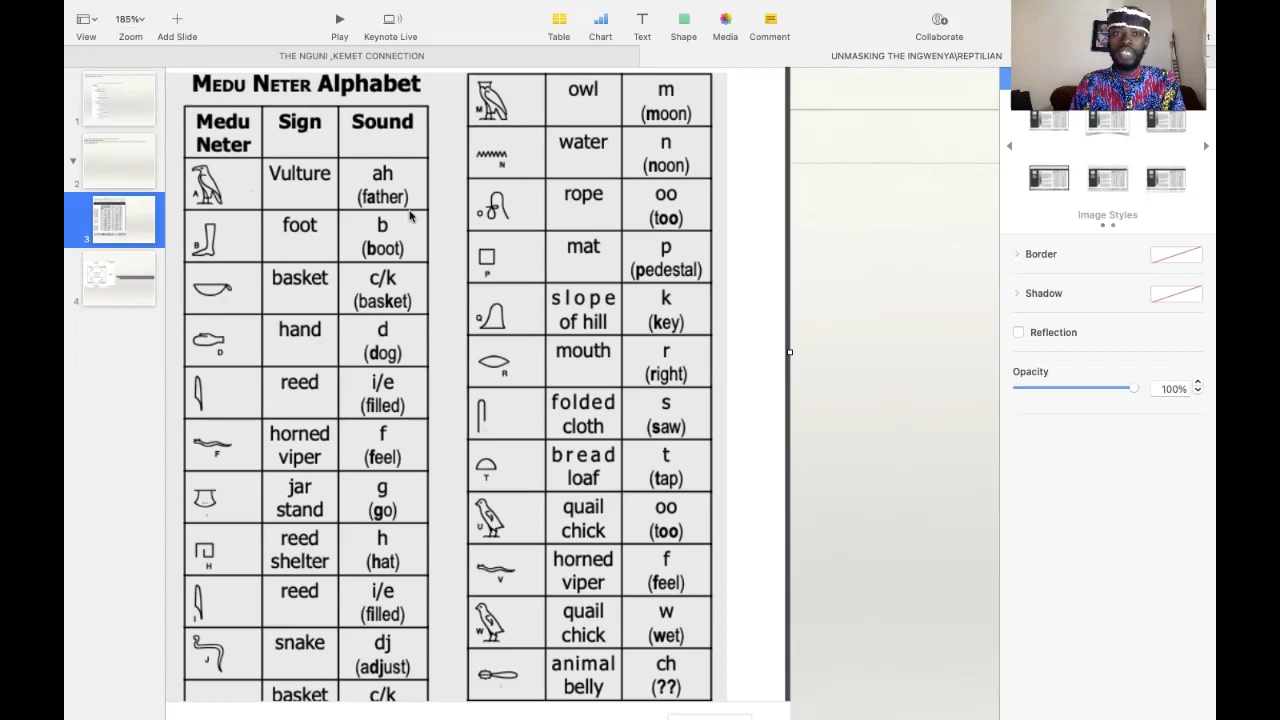 185%
View
Zoom
Add Slide
Play
Keynote Live
Table
Chart
Text
Shape
Media
Comment
Collaborate
THE NGUNI ,KEMET CONNECTION
UNMASKING THE INGWENYA\REPTILIAN
1
2
3
4
MEDU NETER Alphabet
Medu Neter
Sign
Sound
A
Vulture
ah
(father)
B
foot
b
(boot)
basket
c/k
(basket)
D
hand
d
(dog)
reed
i/e
(filled)
F
horned
viper
f
(feel)
jar
stand
g
(go)
H
reed
shelter
h
(hat)
I
reed
i/e
(filled)
J
snake
dj
(adjust)
basket
c/k
M
owl
m
(moon)
N
water
n
(noon)
rope
oo
(too)
P
mat
p
(pedestal)
slope
of hill
k
(key)
R
mouth
r
(right)
folded
cloth
s
(saw)
T
bread
loaf
t
(tap)
U
quail
chick
oo
(too)
V
horned
viper
f
(feel)
W
quail
chick
w
(wet)
animal
belly
ch
(??)
Image Styles
Border
Shadow
Reflection
Opacity
100%